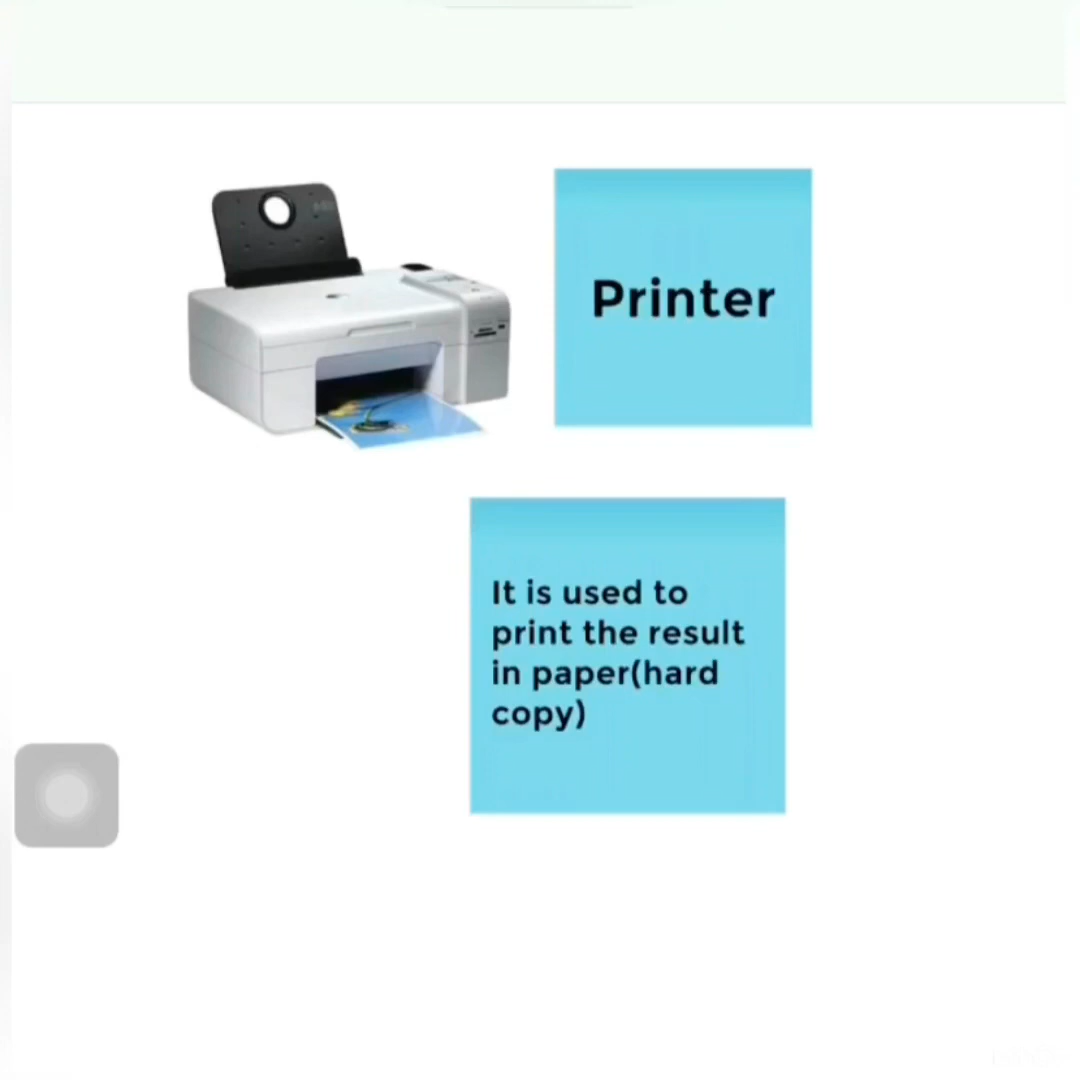 Printer
It is used to
print the result
in paper(hard
copy)